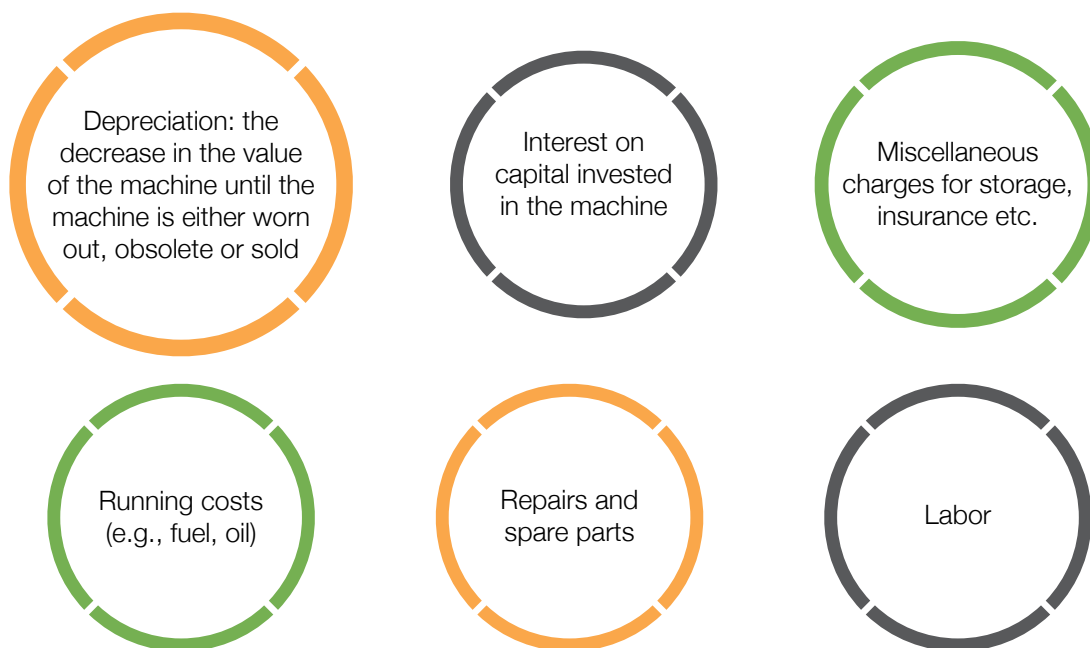 Depreciation: the
decrease in the value
of the machine until the
machine is either worn
out, obsolete or sold
Interest on
capital invested
in the machine
Miscellaneous
charges for storage,
insurance etc.
Running costs
(e.g., fuel, oil)
Repairs and
spare parts
Labor